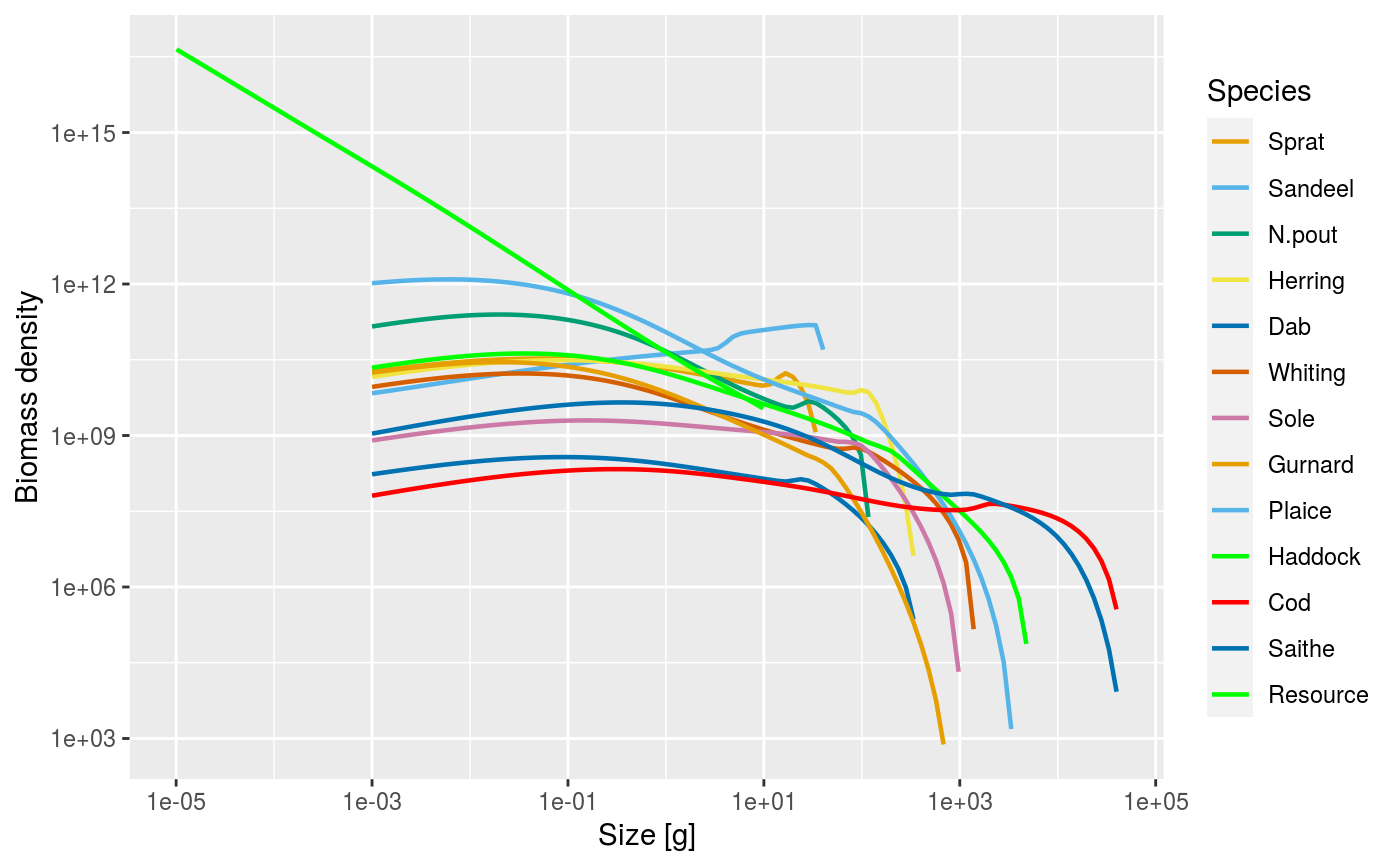 Biomass density
1e+15
1e+12
1e+09
1e+06
1e+03
1e-05
1e-03
1e-01
1e+01
1e+03
1e+05
Size [g]
Species
Sprat
Sandeel
N.pout
Herring
Dab
Whiting
Sole
Gurnard
Plaice
Haddock
Cod
Saithe
Resource